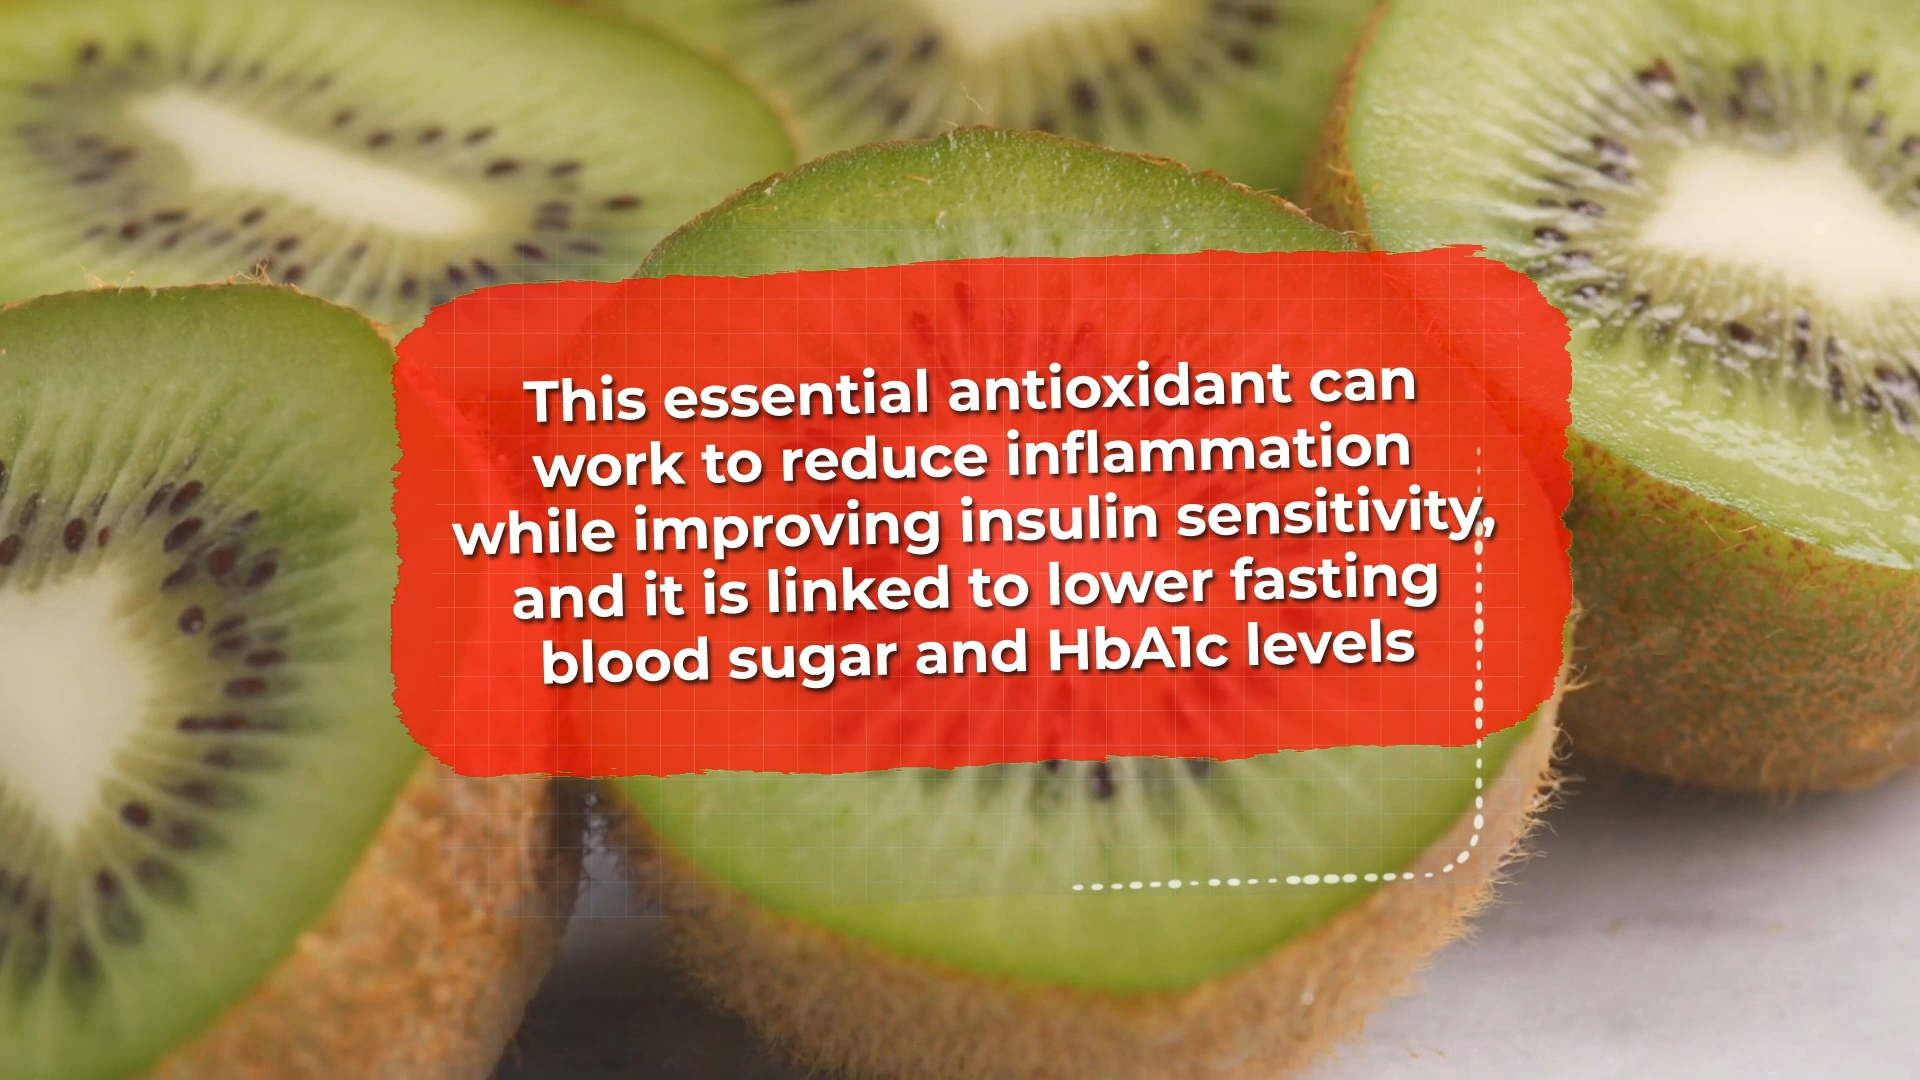 This essential antioxidant can
work to reduce inflammation
while improving insulin sensitivity,
and it is linked to lower fasting
blood sugar and HbA1c levels